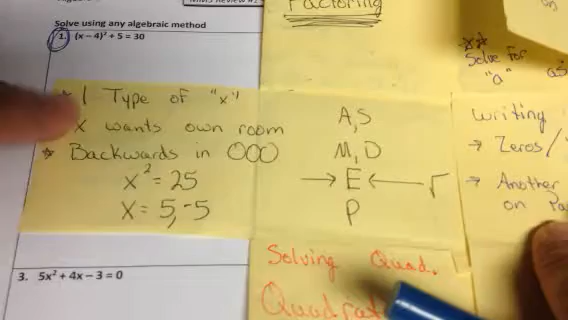 Solve using any algebraic method
1. (x – 4)² + 5 = 30
Factoring
Solve for
"a"
* 1 Type of "x"
x wants own room
* Backwards in OOO
x² = 25
x = 5, -5
A,S
M,D
→ E ← √
P
Writing
→ Zeros/
→ Another
on
Solving Quad.
3. 5x² + 4x – 3 = 0